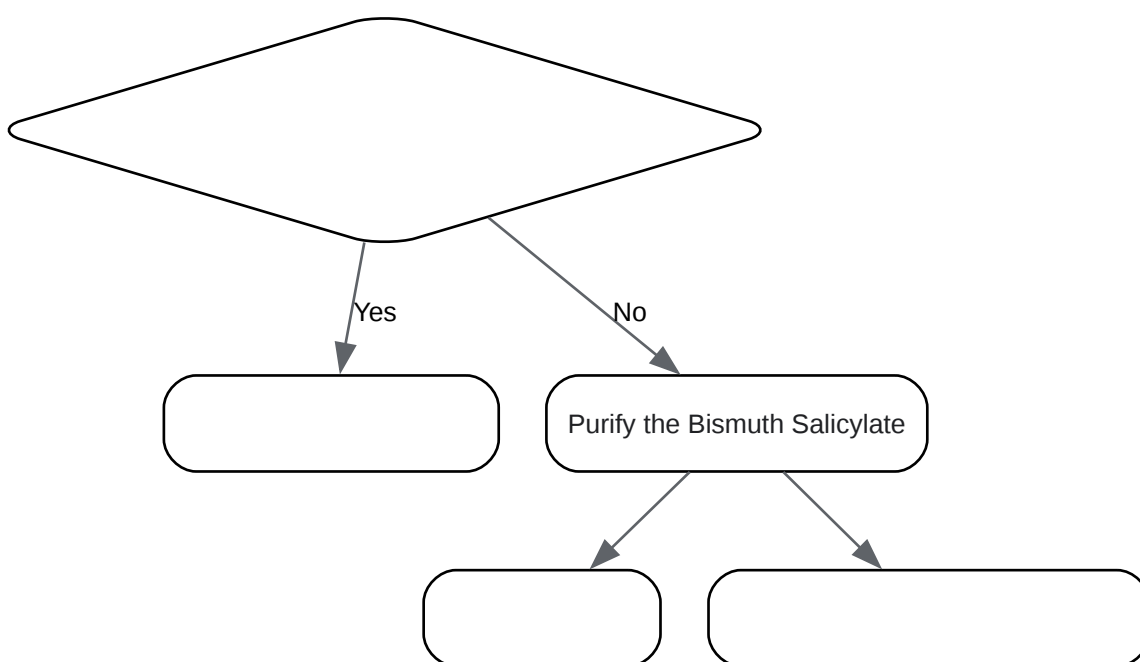 Yes
No
Purify the Bismuth Salicylate